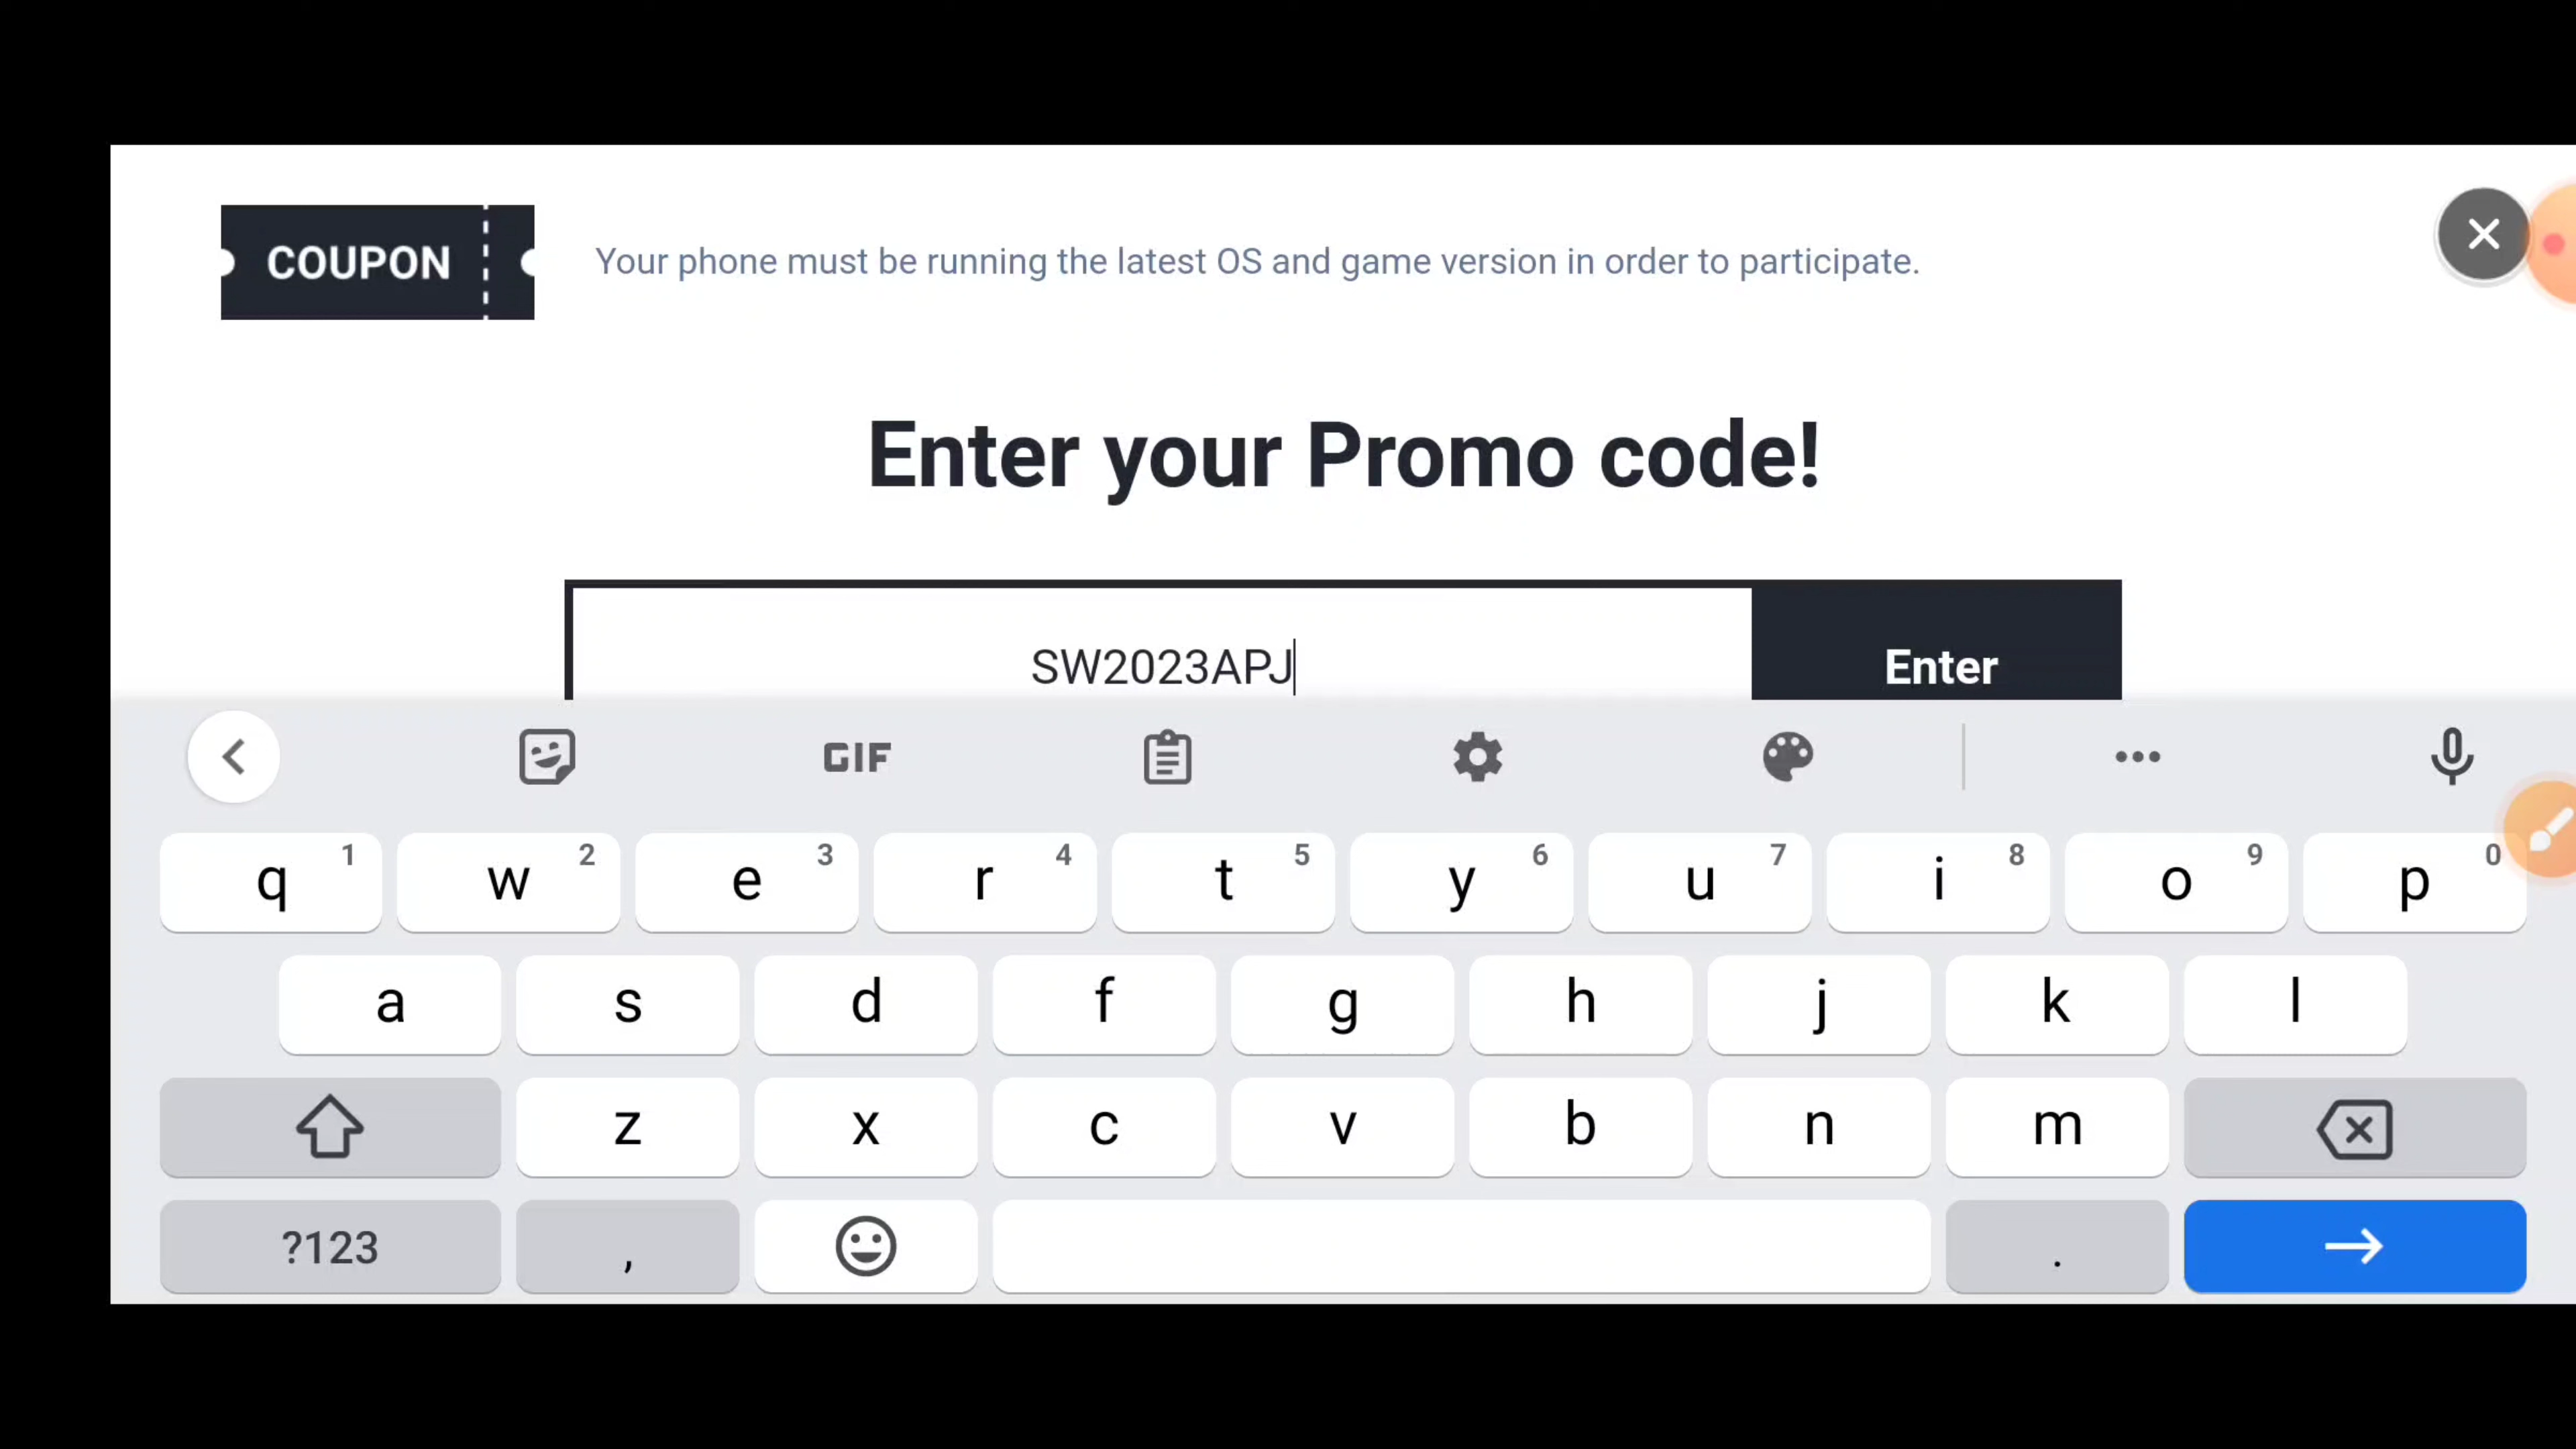 COUPON
Your phone must be running the latest OS and game version in order to participate.
Enter your Promo code!
SW2023APJ
Enter
GIF
q 1 w 2 e 3 r 4 t 5 y 6 u 7 i 8 o 9 p 0
a s d f g h j k l
z x c v b n m
?123 , .